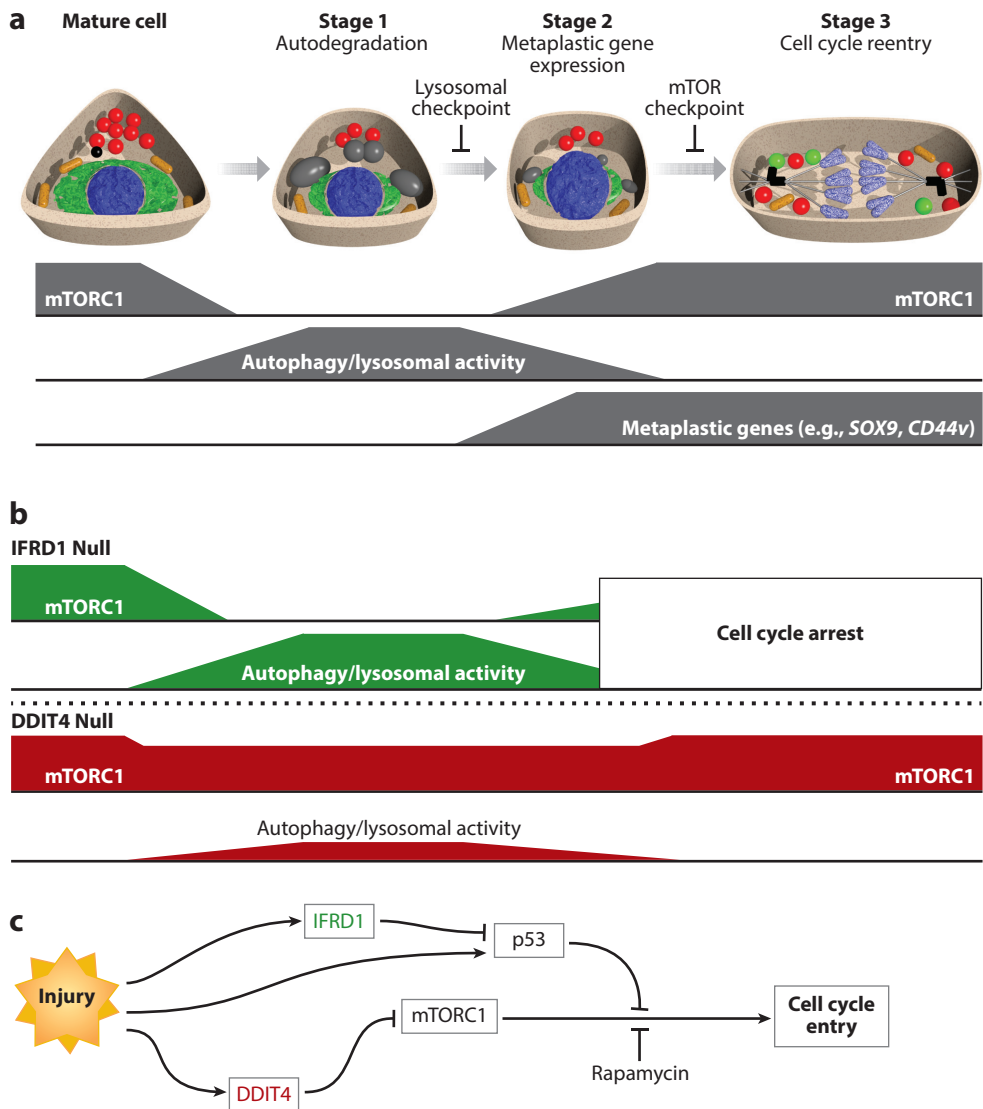 a
Mature cell
Stage 1
Autodegradation
Stage 2
Metaplastic gene
expression
Stage 3
Cell cycle reentry
Lysosomal
checkpoint
mTOR
checkpoint
mTORC1
mTORC1
Autophagy/lysosomal activity
Metaplastic genes (e.g., SOX9, CD44v)
b
IFRD1 Null
mTORC1
Autophagy/lysosomal activity
Cell cycle arrest
DDIT4 Null
mTORC1
mTORC1
Autophagy/lysosomal activity
c
Injury
IFRD1
p53
mTORC1
DDIT4
Rapamycin
Cell cycle
entry